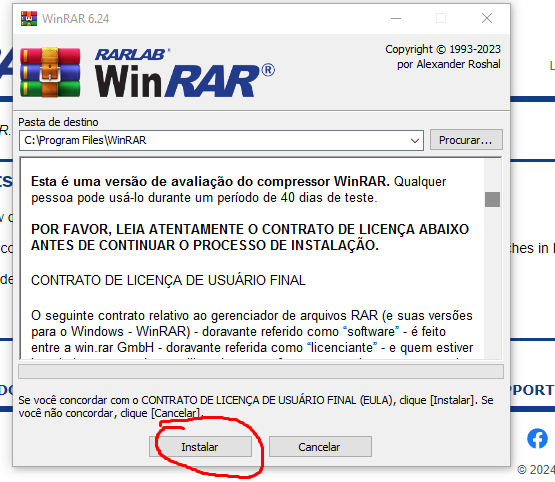 WinRAR 6.24
RARLAB®
WinRAR®
Copyright © 1993-2023
por Alexander Roshal
Pasta de destino
C:\Program Files\WinRAR
Procurar...
Esta é uma versão de avaliação do compressor WinRAR. Qualquer
pessoa pode usá-lo durante um período de 40 dias de teste.
POR FAVOR, LEIA ATENTAMENTE O CONTRATO DE LICENÇA ABAIXO
ANTES DE CONTINUAR O PROCESSO DE INSTALAÇÃO.
CONTRATO DE LICENÇA DE USUÁRIO FINAL
O seguinte contrato relativo ao gerenciador de arquivos RAR (e suas versões
para o Windows - WinRAR) - doravante referido como “software” - é feito
entre a win.rar GmbH - doravante referida como “licenciante” - e quem estiver
Se você concordar com o CONTRATO DE LICENÇA DE USUÁRIO FINAL (EULA), clique [Instalar]. Se
você não concordar, clique [Cancelar].
Instalar
Cancelar
ches in
PPORT
© 2024